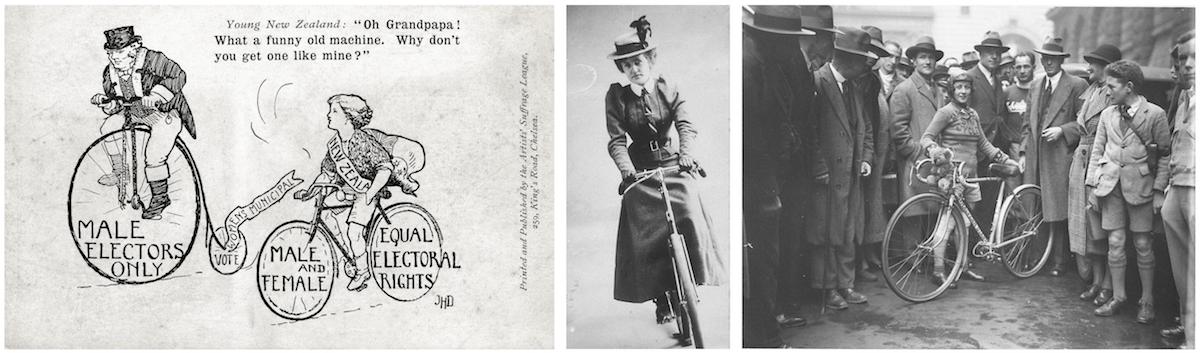 Young New Zealand: "Oh Grandpapa!
What a funny old machine. Why don't
you get one like mine?"
MALE
ELECTORS
ONLY
WOMEN'S MUNICIPAL
VOTE
NEW ZEALA
MALE
AND
FEMALE
EQUAL
ELECTORAL
RIGHTS
JHD
Printed and Published by the Artists' Suffrage League,
259, King's Road, Chelsea.